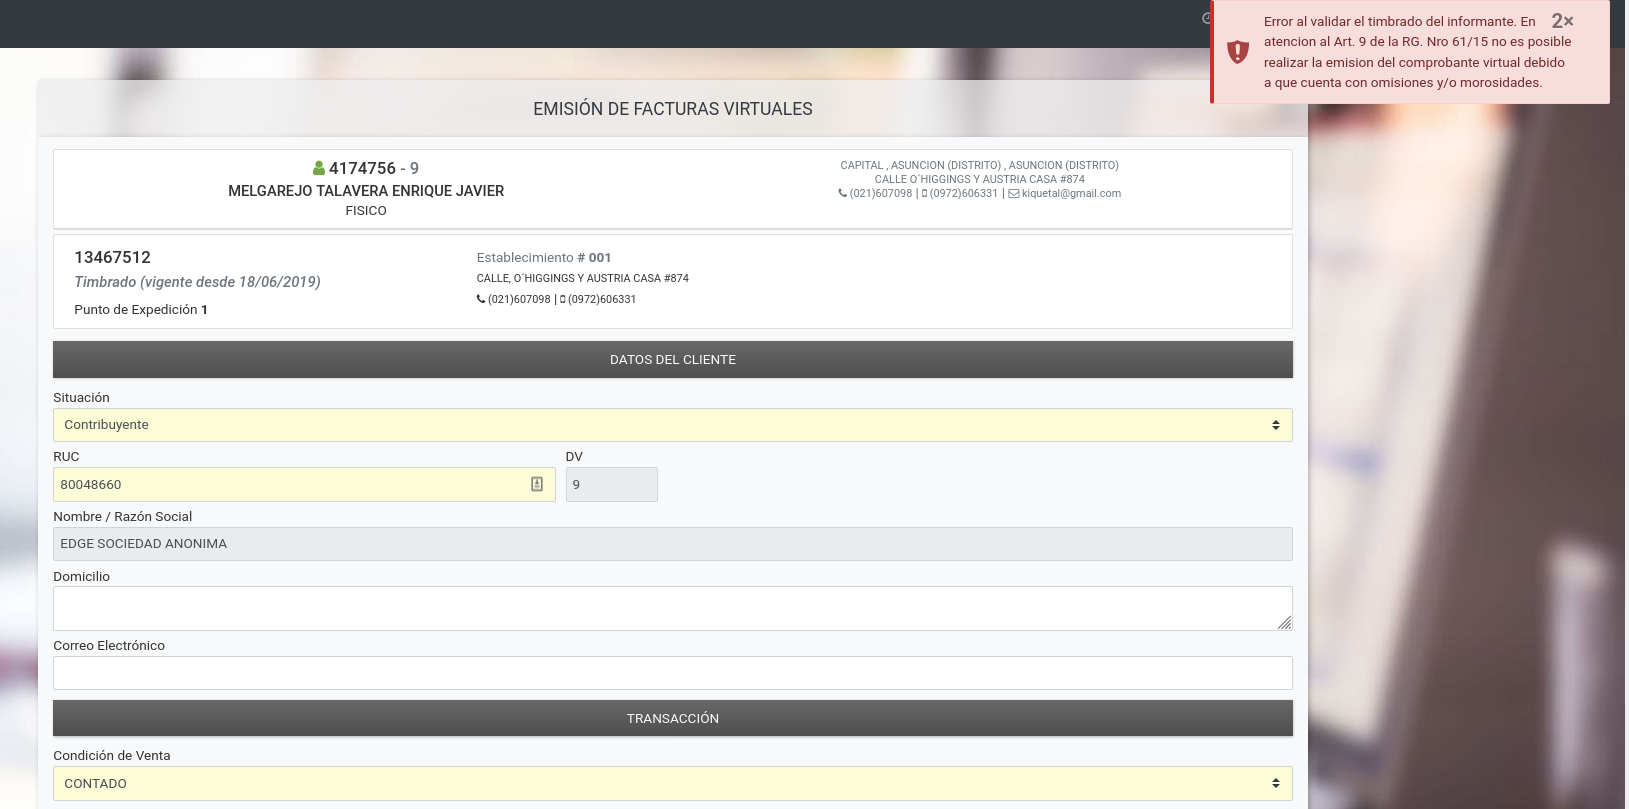 Error al validar el timbrado del informante. En
atencion al Art. 9 de la RG. Nro 61/15 no es posible
realizar la emision del comprobante virtual debido
a que cuenta con omisiones y/o morosidades.
2×
EMISIÓN DE FACTURAS VIRTUALES
4174756 - 9
MELGAREJO TALAVERA ENRIQUE JAVIER
FISICO
CAPITAL , ASUNCION (DISTRITO) , ASUNCION (DISTRITO)
CALLE O´HIGGINGS Y AUSTRIA CASA #874
(021)607098 | (0972)606331 | kiquetal@gmail.com
13467512
Timbrado (vigente desde 18/06/2019)
Punto de Expedición 1
Establecimiento # 001
CALLE, O´HIGGINGS Y AUSTRIA CASA #874
(021)607098 | (0972)606331
DATOS DEL CLIENTE
Situación
Contribuyente
RUC DV
80048660 9
Nombre / Razón Social
EDGE SOCIEDAD ANONIMA
Domicilio
Correo Electrónico
TRANSACCIÓN
Condición de Venta
CONTADO